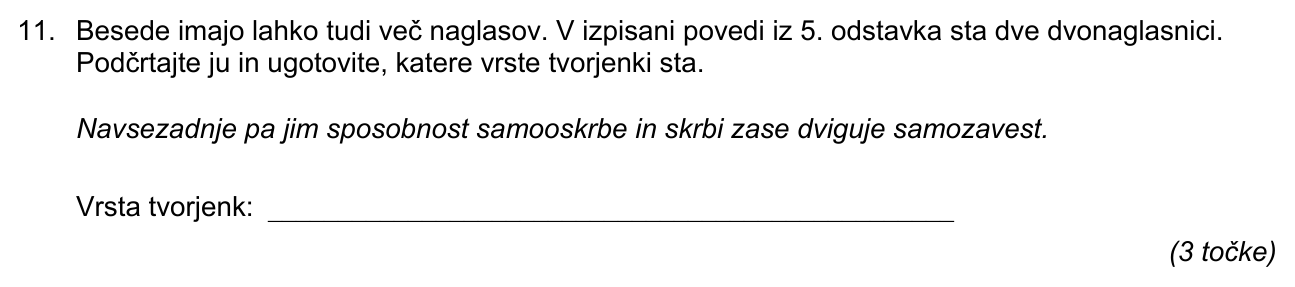 11. Besede imajo lahko tudi več naglasov. V izpisani povedi iz 5. odstavka sta dve dvonaglasnici.
Podčrtajte ju in ugotovite, katere vrste tvorjenki sta.
Navsezadnje pa jim sposobnost samooskrbe in skrbi zase dviguje samozavest.
Vrsta tvorjenk:
(3 točke)